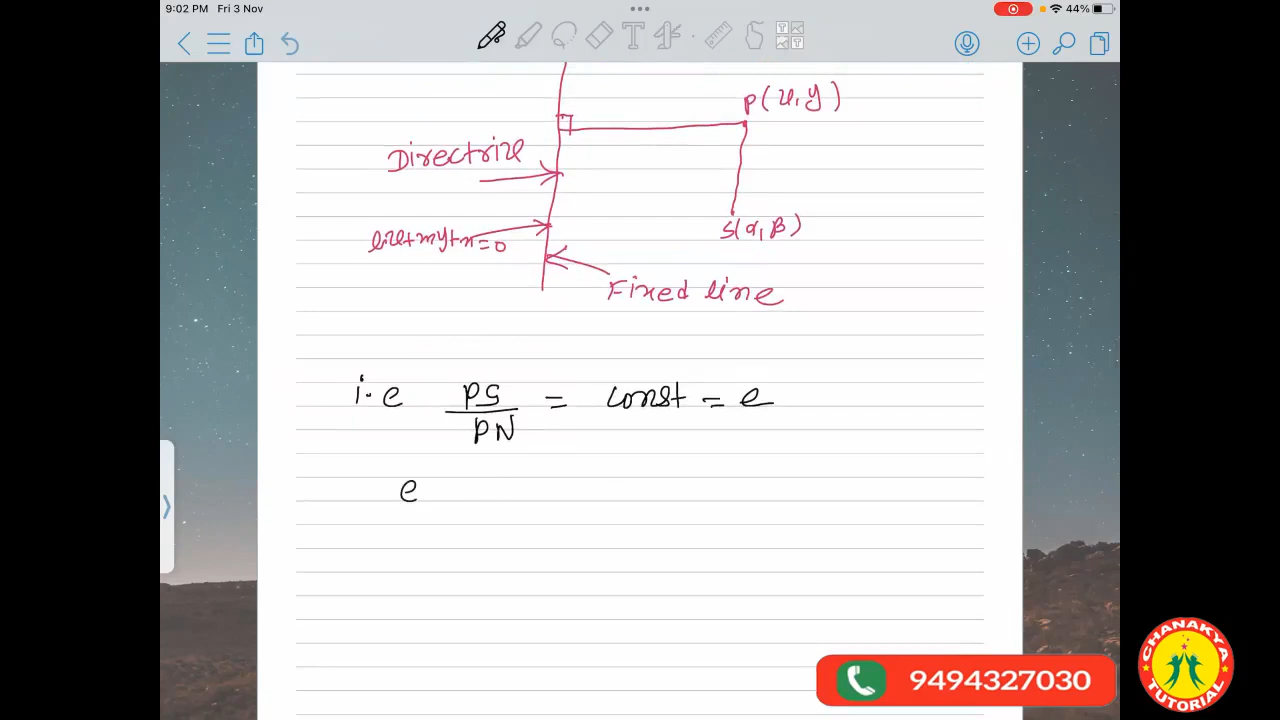 9:02 PM Fri 3 Nov
44%
P(x,y)
Directrix
S(α,β)
lx+my+n=0
Fixed line
i.e PS/PN = const = e
e
9494327030
CHANAKYA
TUTORIAL